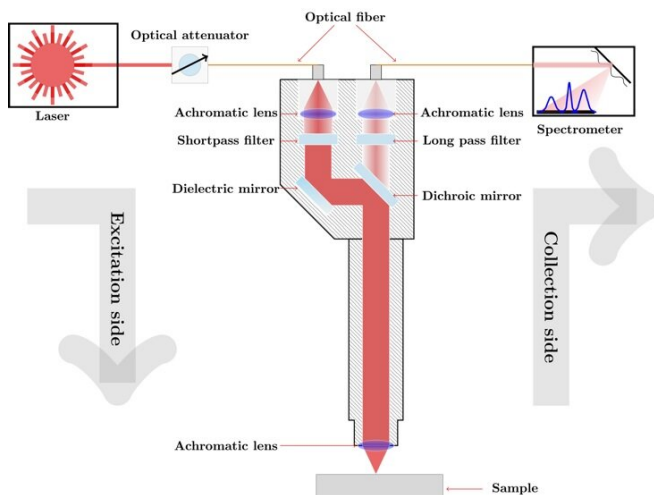 Optical fiber
Optical attenuator
Laser
Spectrometer
Achromatic lens
Achromatic lens
Shortpass filter
Long pass filter
Dielectric mirror
Dichroic mirror
Excitation side
Collection side
Achromatic lens
Sample